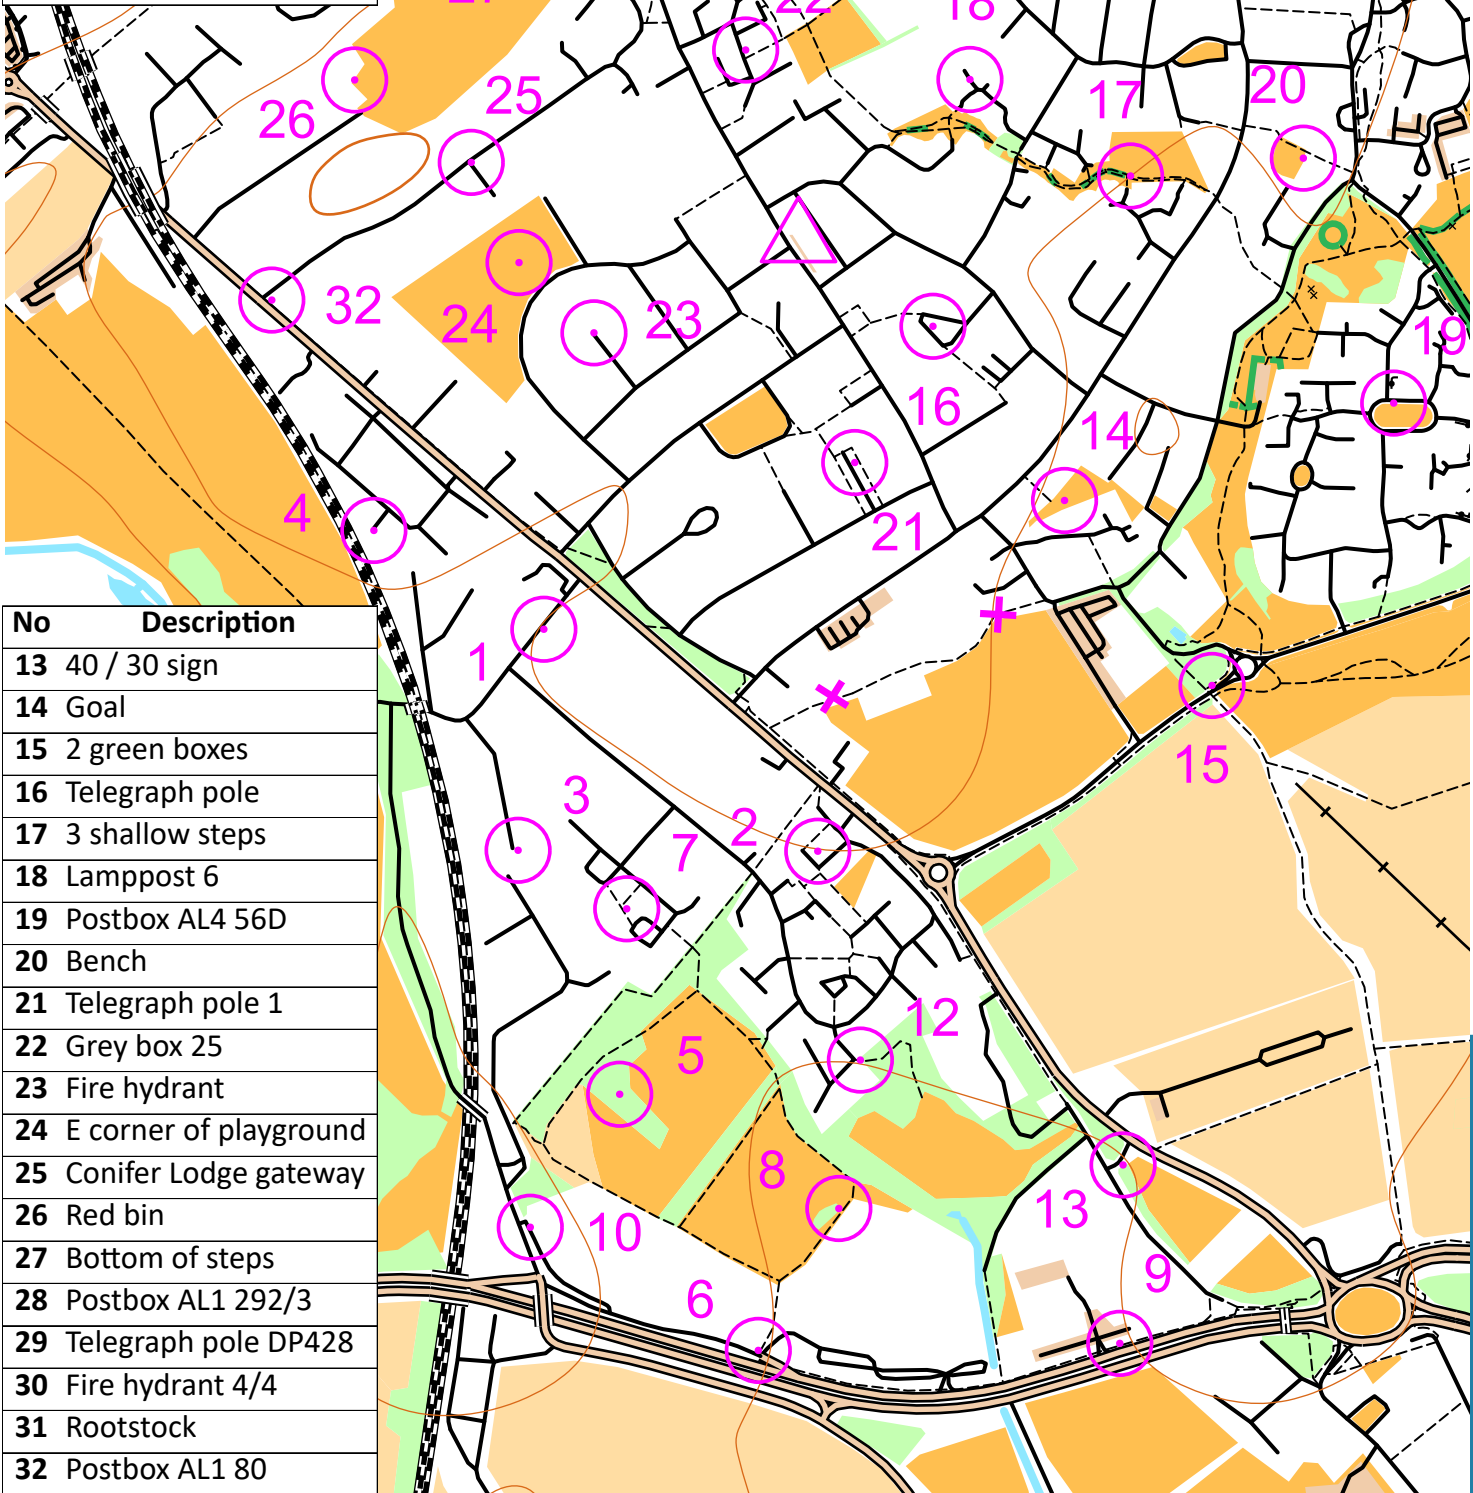 22
18
26
25
17
20
32
24
23
19
16
14
4
21
1
15
3
7
2
12
5
8
13
10
9
6
No Description
13 40 / 30 sign
14 Goal
15 2 green boxes
16 Telegraph pole
17 3 shallow steps
18 Lamppost 6
19 Postbox AL4 56D
20 Bench
21 Telegraph pole 1
22 Grey box 25
23 Fire hydrant
24 E corner of playground
25 Conifer Lodge gateway
26 Red bin
27 Bottom of steps
28 Postbox AL1 292/3
29 Telegraph pole DP428
30 Fire hydrant 4/4
31 Rootstock
32 Postbox AL1 80